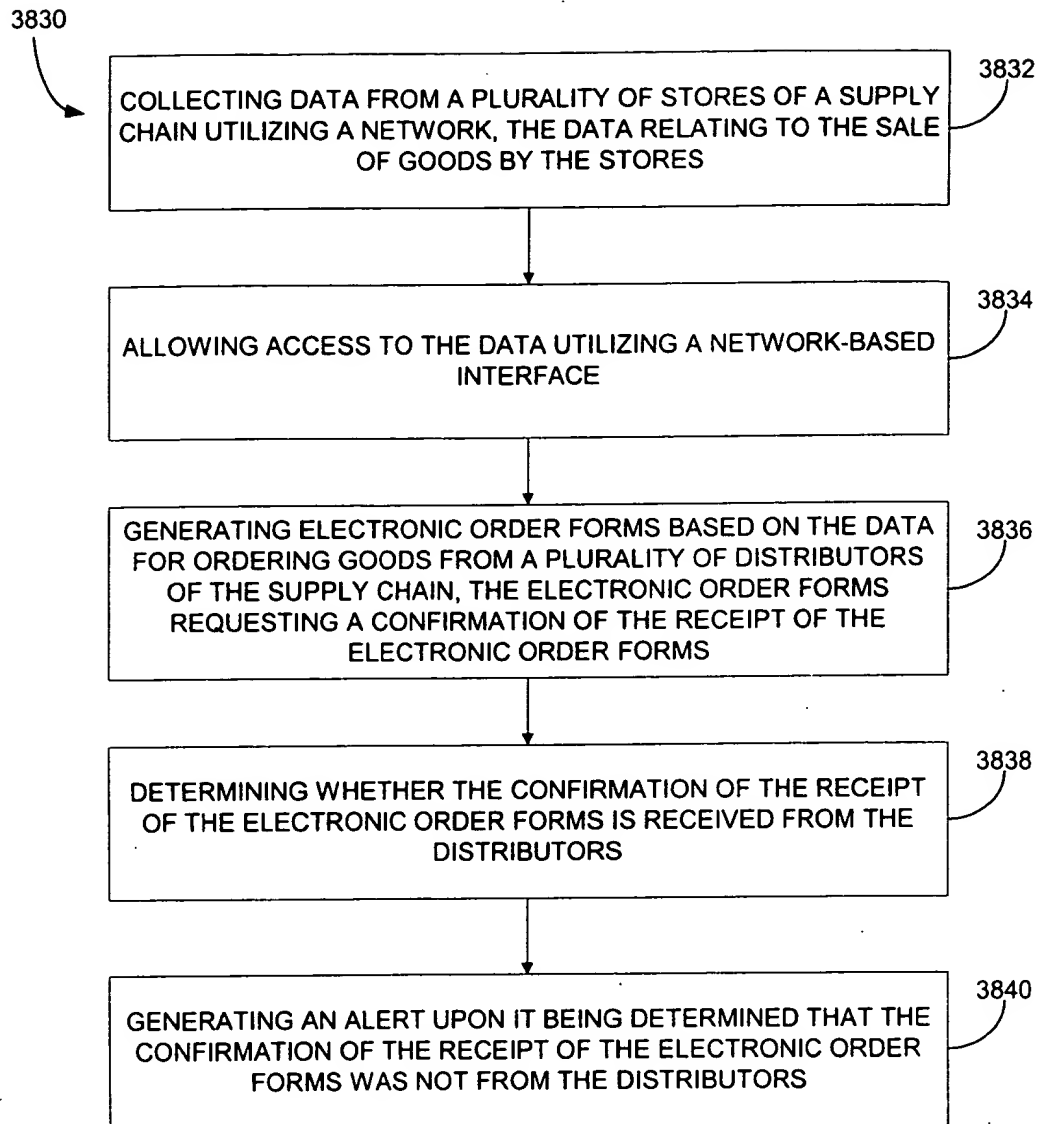 3830
3832
COLLECTING DATA FROM A PLURALITY OF STORES OF A SUPPLY
CHAIN UTILIZING A NETWORK, THE DATA RELATING TO THE SALE
OF GOODS BY THE STORES
3834
ALLOWING ACCESS TO THE DATA UTILIZING A NETWORK-BASED
INTERFACE
3836
GENERATING ELECTRONIC ORDER FORMS BASED ON THE DATA
FOR ORDERING GOODS FROM A PLURALITY OF DISTRIBUTORS
OF THE SUPPLY CHAIN, THE ELECTRONIC ORDER FORMS
REQUESTING A CONFIRMATION OF THE RECEIPT OF THE
ELECTRONIC ORDER FORMS
3838
DETERMINING WHETHER THE CONFIRMATION OF THE RECEIPT
OF THE ELECTRONIC ORDER FORMS IS RECEIVED FROM THE
DISTRIBUTORS
3840
GENERATING AN ALERT UPON IT BEING DETERMINED THAT THE
CONFIRMATION OF THE RECEIPT OF THE ELECTRONIC ORDER
FORMS WAS NOT FROM THE DISTRIBUTORS